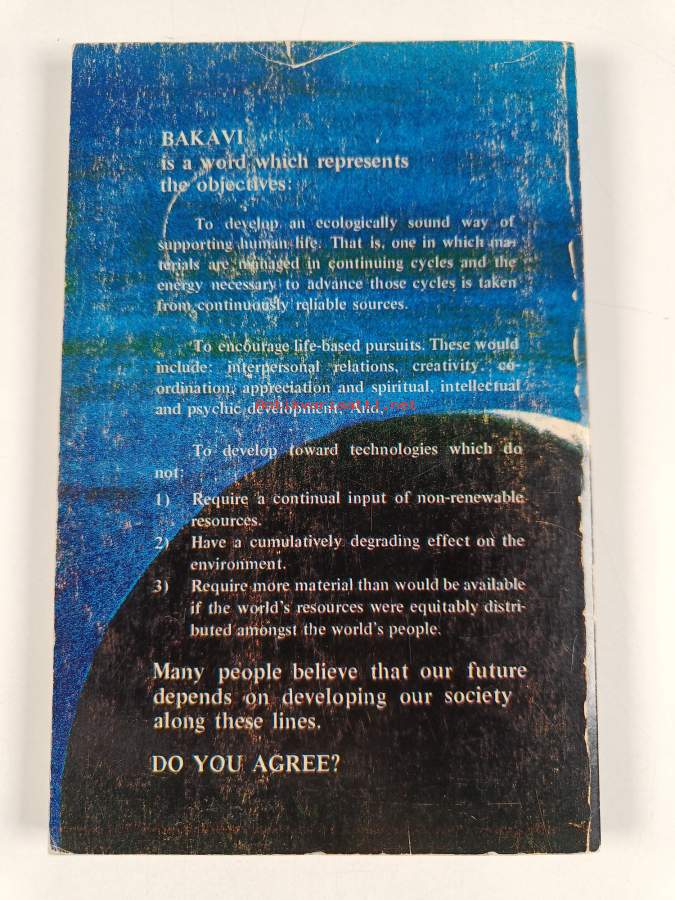 BAKAVI
is a word which represents
the objectives:
To develop an ecologically sound way of
supporting human life. That is, one in which ma-
terials are managed in continuing cycles and the
energy necessary to advance those cycles is taken
from continuously reliable sources.
To encourage life-based pursuits. These would
include: interpersonal relations, creativity, co-
ordination, appreciation and spiritual, intellectual
and psychic development. And,
To develop toward technologies which do
not:
1) Require a continual input of non-renewable
resources.
2) Have a cumulatively degrading effect on the
environment.
3) Require more material than would be available
if the world's resources were equitably distri-
buted amongst the world's people.
Many people believe that our future
depends on developing our society
along these lines.
DO YOU AGREE?